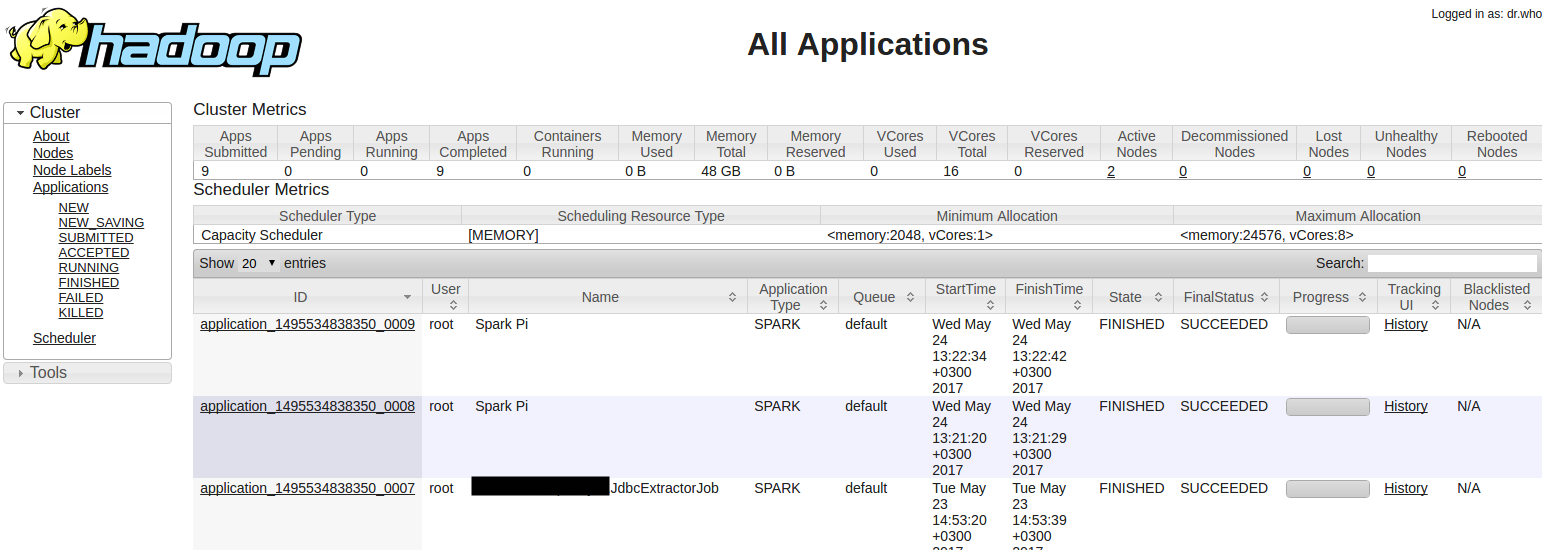 Logged in as: dr.who
hadoop
All Applications
Cluster
About
Nodes
Node Labels
Applications
NEW
NEW_SAVING
SUBMITTED
ACCEPTED
RUNNING
FINISHED
FAILED
KILLED
Scheduler
Tools
Cluster Metrics
Apps Submitted Apps Pending Apps Running Apps Completed Containers Running Memory Used Memory Total Memory Reserved VCores Used VCores Total VCores Reserved Active Nodes Decommissioned Nodes Lost Nodes Unhealthy Nodes Rebooted Nodes
9 0 0 9 0 0 B 48 GB 0 B 0 16 0 2 0 0 0 0
Scheduler Metrics
Scheduler Type Scheduling Resource Type Minimum Allocation Maximum Allocation
Capacity Scheduler [MEMORY] <memory:2048, vCores:1> <memory:24576, vCores:8>
Show 20 entries Search:
ID User Name Application Type Queue StartTime FinishTime State FinalStatus Progress Tracking UI Blacklisted Nodes
application_1495534838350_0009 root Spark Pi SPARK default Wed May 24 13:22:34 +0300 2017 Wed May 24 13:22:42 +0300 2017 FINISHED SUCCEEDED History N/A
application_1495534838350_0008 root Spark Pi SPARK default Wed May 24 13:21:20 +0300 2017 Wed May 24 13:21:29 +0300 2017 FINISHED SUCCEEDED History N/A
application_1495534838350_0007 root JdbcExtractorJob SPARK default Tue May 23 14:53:20 +0300 Tue May 23 14:53:39 +0300 FINISHED SUCCEEDED History N/A